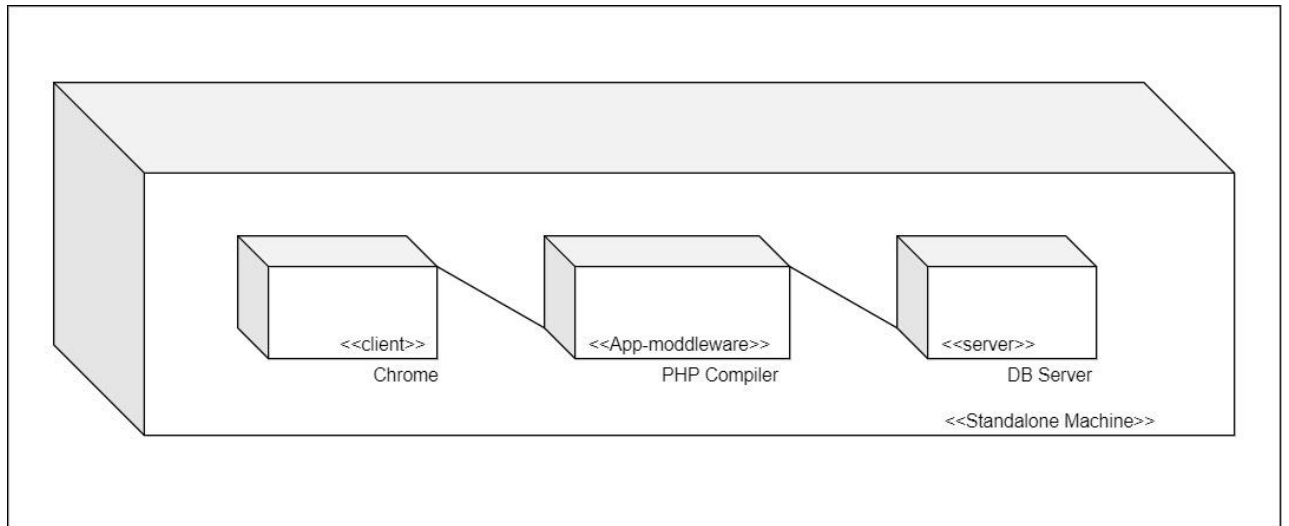 <<client>>
Chrome
<<App-moddleware>>
PHP Compiler
<<server>>
DB Server
<<Standalone Machine>>